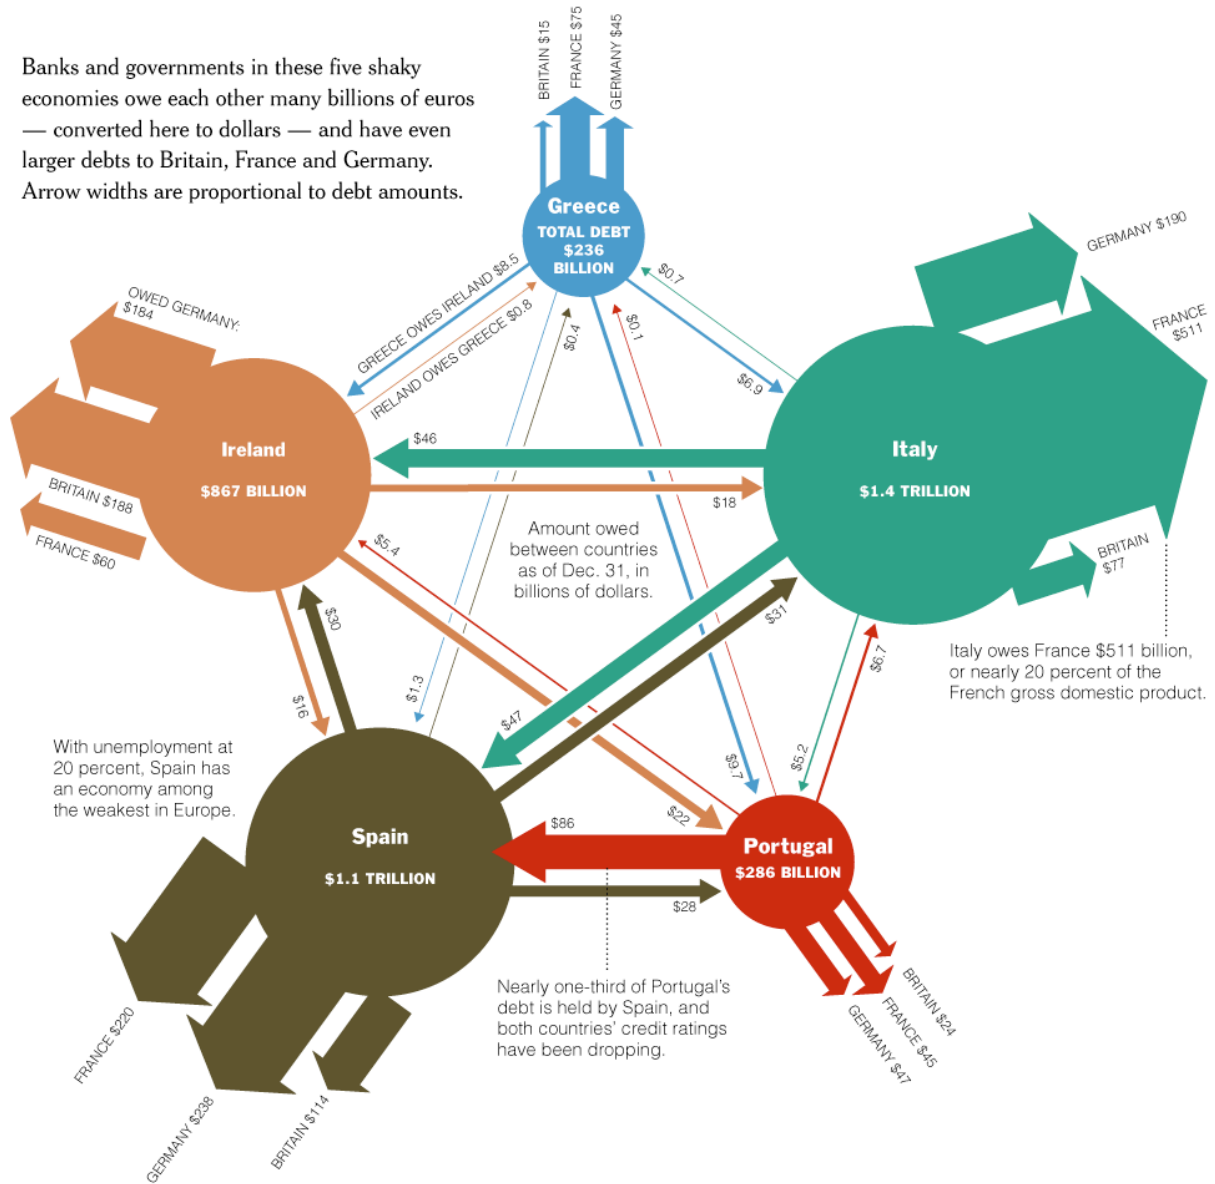 Banks and governments in these five shaky
economies owe each other many billions of euros
— converted here to dollars — and have even
larger debts to Britain, France and Germany.
Arrow widths are proportional to debt amounts.
BRITAIN $15
FRANCE $75
GERMANY $45
Greece
TOTAL DEBT
$236
BILLION
GERMANY $190
FRANCE
$511
OWED GERMANY:
$184
GREECE OWES IRELAND $8.5
IRELAND OWES GREECE $0.8
$0.4
$0.1
$0.7
$6.9
Ireland
$867 BILLION
BRITAIN $188
FRANCE $60
$46
$18
Italy
$1.4 TRILLION
BRITAIN
$77
Amount owed
between countries
as of Dec. 31, in
billions of dollars.
$5.4
$30
$16
$1.3
$31
$47
$9.7
$5.2
$6.7
$22
Italy owes France $511 billion,
or nearly 20 percent of the
French gross domestic product.
With unemployment at
20 percent, Spain has
an economy among
the weakest in Europe.
Spain
$1.1 TRILLION
$86
$28
Portugal
$286 BILLION
Nearly one-third of Portugal's
debt is held by Spain, and
both countries' credit ratings
have been dropping.
FRANCE $220
GERMANY $238
BRITAIN $114
BRITAIN $24
FRANCE $45
GERMANY $47